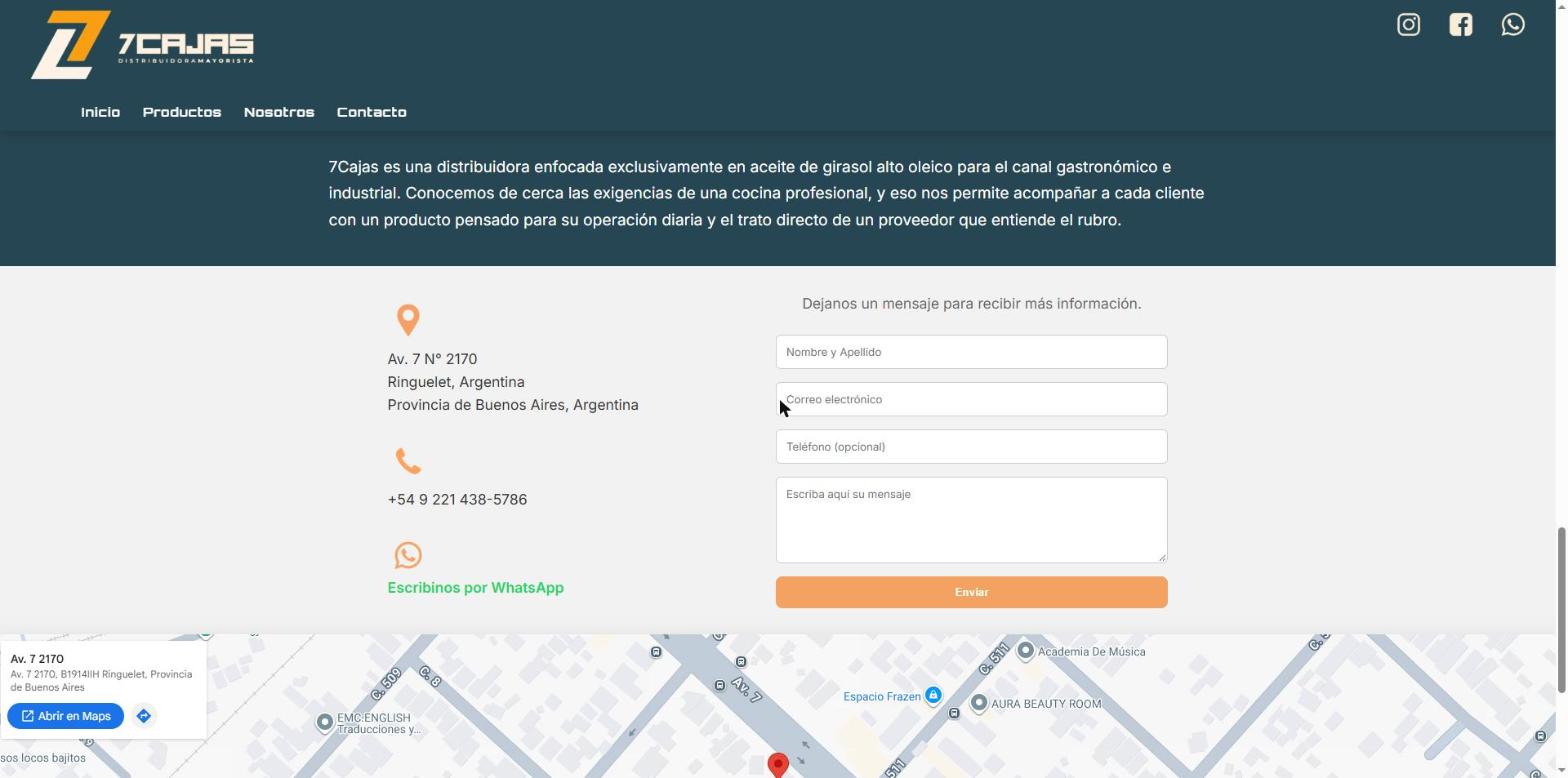 7CAJAS
DISTRIBUIDORAMAYORISTA
Inicio Productos Nosotros Contacto
7Cajas es una distribuidora enfocada exclusivamente en aceite de girasol alto oleico para el canal gastronómico e
industrial. Conocemos de cerca las exigencias de una cocina profesional, y eso nos permite acompañar a cada cliente
con un producto pensado para su operación diaria y el trato directo de un proveedor que entiende el rubro.
Av. 7 N° 2170
Ringuelet, Argentina
Provincia de Buenos Aires, Argentina
+54 9 221 438-5786
Escribinos por WhatsApp
Dejanos un mensaje para recibir más información.
Nombre y Apellido
Correo electrónico
Teléfono (opcional)
Escriba aquí su mensaje
Enviar
Av. 7 2170
Av. 7 2170, B1914IIH Ringuelet, Provincia
de Buenos Aires
Abrir en Maps
sos locos bajitos
C. 509
C. 8
EMC:ENGLISH
Traducciones y...
Av. 7
Espacio Frazen
C. 511
Academia De Música
AURA BEAUTY ROOM
511